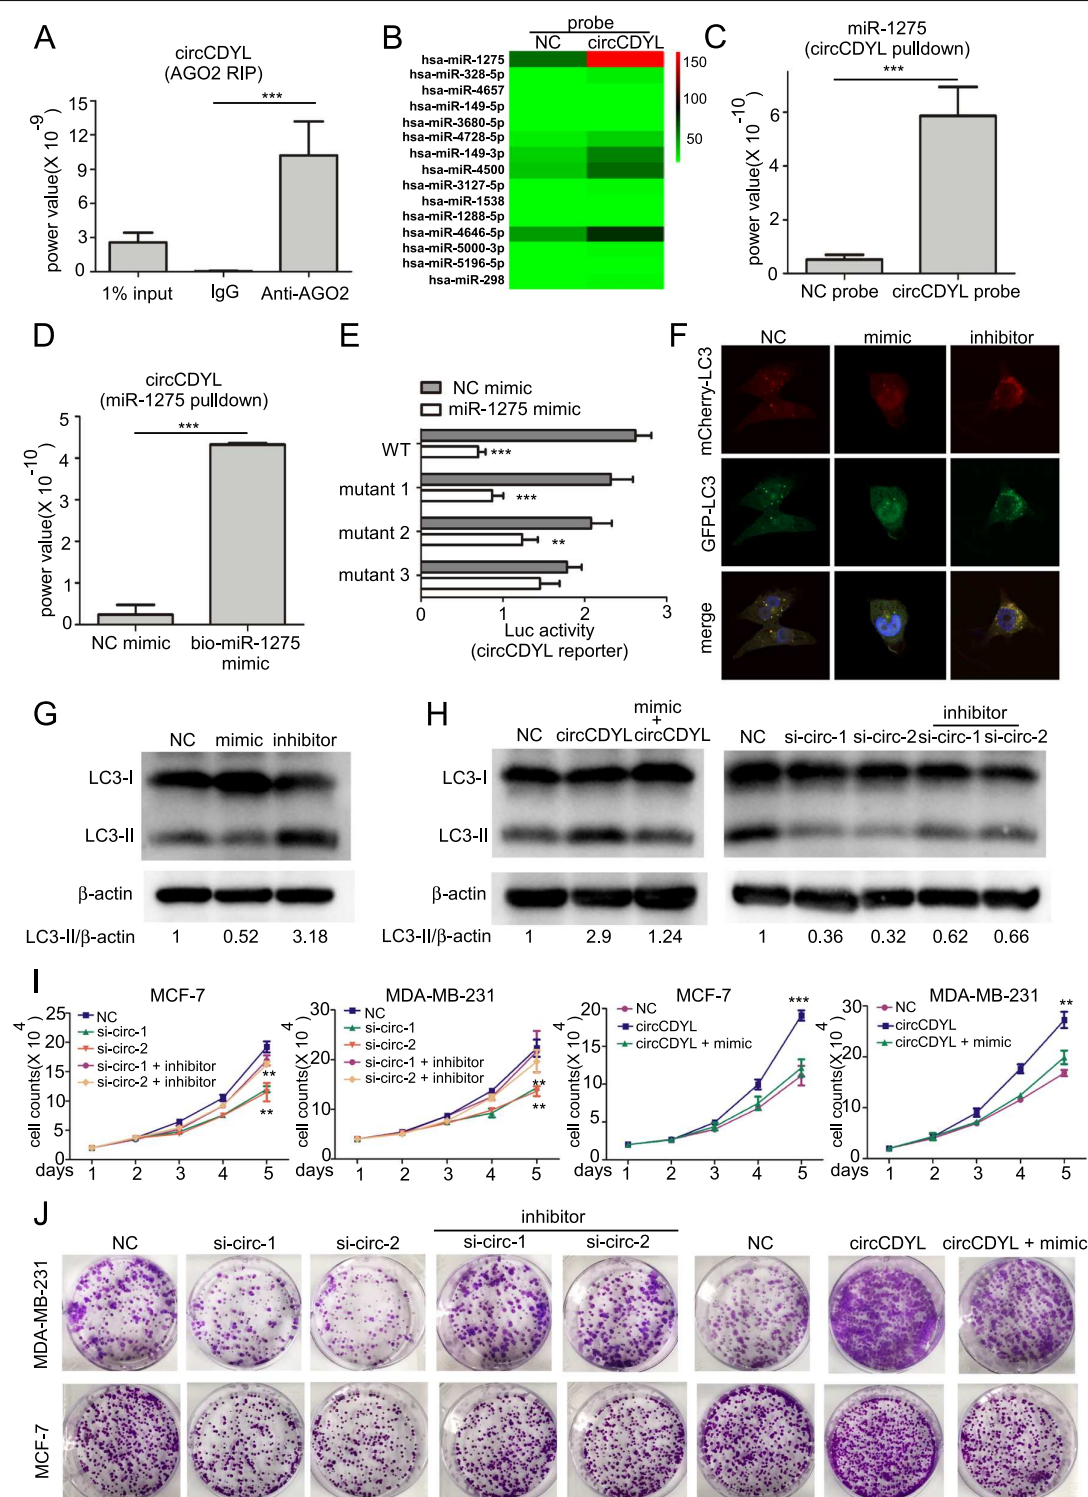 A
circCDYL
(AGO2 RIP)
***
power value(X 10-9)
15
12
9
6
3
0
1% input IgG Anti-AGO2
B
probe
NC circCDYL
hsa-miR-1275
hsa-miR-328-5p
hsa-miR-4657
hsa-miR-149-5p
hsa-miR-3680-5p
hsa-miR-4728-5p
hsa-miR-149-3p
hsa-miR-4500
hsa-miR-3127-5p
hsa-miR-1538
hsa-miR-1288-5p
hsa-miR-4646-5p
hsa-miR-5000-3p
hsa-miR-5196-5p
hsa-miR-298
150
100
50
C
miR-1275
(circCDYL pulldown)
***
power value(X 10-10)
6
4
2
0
NC probe circCDYL probe
D
circCDYL
(miR-1275 pulldown)
***
power value(X 10-10)
5
4
3
2
1
0
NC mimic bio-miR-1275
mimic
E
NC mimic
miR-1275 mimic
WT ***
mutant 1 ***
mutant 2 **
mutant 3
0 1 2 3
Luc activity
(circCDYL reporter)
F
NC mimic inhibitor
mCherry-LC3
GFP-LC3
merge
G
NC mimic inhibitor
LC3-I
LC3-II
β-actin
LC3-II/β-actin 1 0.52 3.18
H
mimic
+
NC circCDYL circCDYL
LC3-I
LC3-II
β-actin
LC3-II/β-actin 1 2.9 1.24
inhibitor
NC si-circ-1 si-circ-2 si-circ-1 si-circ-2
1 0.36 0.32 0.62 0.66
I
MCF-7
cell counts(X 10 4)
25
20
15
10
5
0
NC
si-circ-1
si-circ-2
si-circ-1 + inhibitor
si-circ-2 + inhibitor
**
**
days 1 2 3 4 5
MDA-MB-231
cell counts(X 10 4)
30
20
10
0
NC
si-circ-1
si-circ-2
si-circ-1 + inhibitor
si-circ-2 + inhibitor
**
**
days 1 2 3 4 5
MCF-7
cell counts(X 10 4)
20
15
10
5
0
NC
circCDYL
circCDYL + mimic
***
days 1 2 3 4 5
MDA-MB-231
cell counts(X 10 4)
30
20
10
0
NC
circCDYL
circCDYL + mimic
**
days 1 2 3 4 5
J
inhibitor
NC si-circ-1 si-circ-2 si-circ-1 si-circ-2 NC circCDYL circCDYL + mimic
MDA-MB-231
MCF-7